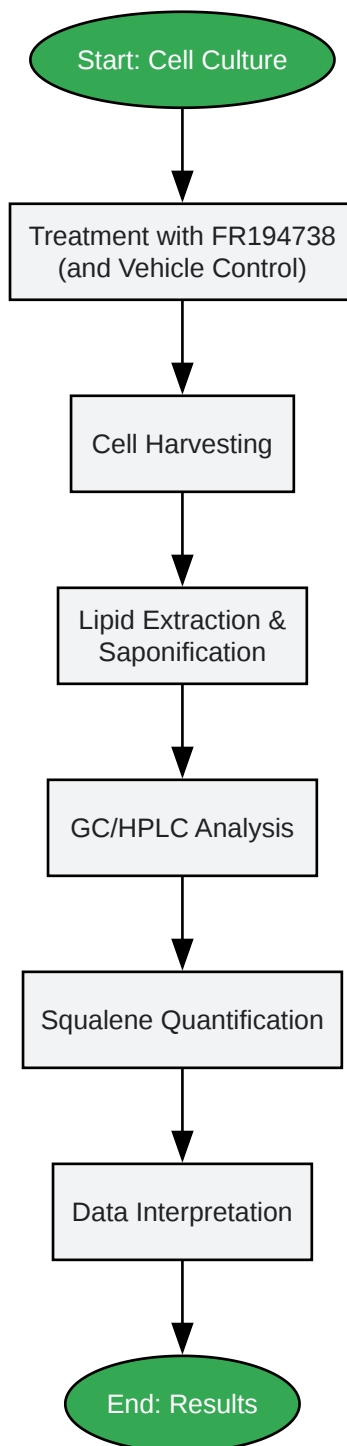 Start: Cell Culture
Treatment with FR194738
(and Vehicle Control)
Cell Harvesting
Lipid Extraction &
Saponification
GC/HPLC Analysis
Squalene Quantification
Data Interpretation
End: Results